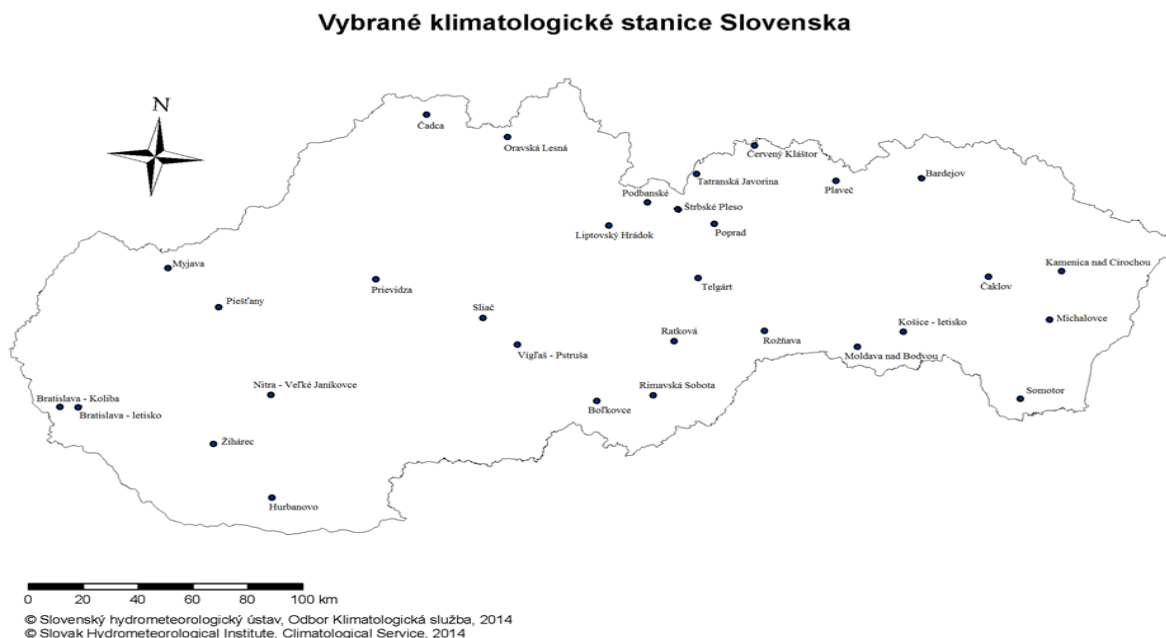 Vybrané klimatologické stanice Slovenska
N
Čadca
Oravská Lesná
Červený Kláštor
Tatranská Javorina
Plaveč
Bardejov
Podbanské
Štrbské Pleso
Liptovský Hrádok
Poprad
Myjava
Kamenica nad Cirochou
Prievidza
Telgárt
Čaklov
Piešťany
Sliač
Michalovce
Košice - letisko
Ratková
Rožňava
Vígľaš - Pstruša
Moldava nad Bodvou
Nitra - Veľké Janíkovce
Rimavská Sobota
Somotor
Bratislava - Koliba
Boľkovce
Bratislava - letisko
Žihárec
Hurbanovo
0 20 40 60 80 100 km
© Slovenský hydrometeorologický ústav, Odbor Klimatologická služba, 2014
© Slovak Hydrometeorological Institute, Climatological Service, 2014